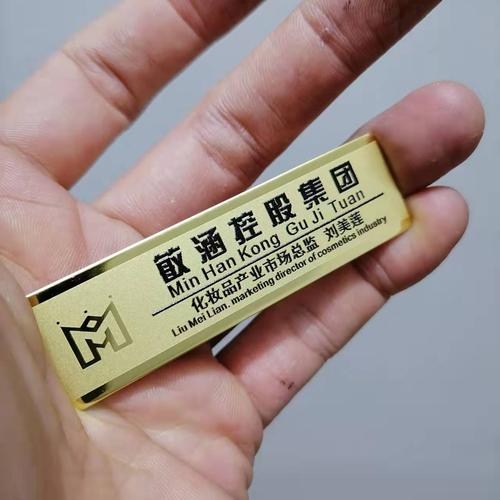 敏涵控股集团
Min Han Kong Gu Ji Tuan
化妆品产业市场总监 刘美莲
Liu Mei Lian. marketing director of cosmetics industry